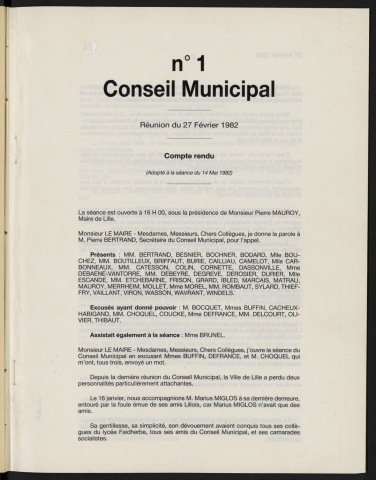 n° 1
Conseil Municipal
Réunion du 27 Février 1982
Compte rendu
(Adopté à la séance du 14 Mai 1982)
La séance est ouverte à 16 H 00, sous la présidence de Monsieur Pierre MAUROY,
Maire de Lille.
Monsieur LE MAIRE - Mesdames, Messieurs, Chers Collègues, je donne la parole à
M. Pierre BERTRAND, Secrétaire du Conseil Municipal, pour l'appel.
Présents : MM. BERTRAND, BESNIER, BOCHNER, BODARD, Mlle BOU-
CHEZ, MM. BOUTILLEUX, BRIFFAUT, BURIE, CAILLIAU, CAMELOT, Mlle CAR-
BONNEAUX, MM. CATESSON, COLIN, CORNETTE, DASSONVILLE, Mme
DEBAENE-VANTORRE, MM. DEBEYRE, DEGREVE, DEROSIER, DURIER, Mlle
ESCANDE, MM. ETCHEBARNE, FRISON, GRARD, IBLED, MARCAIS, MATRAU,
MAUROY, MERRHEIM, MOLLET, Mme MOREL, MM. ROMBAUT, SYLARD, THIEF-
FRY, VAILLANT, VIRON, WASSON, WAVRANT, WINDELS.
Excusés ayant donné pouvoir : M. BOCQUET, Mmes BUFFIN, CACHEUX-
HABIGAND, MM. CHOQUEL, COUCKE, Mme DEFRANCE, MM. DELCOURT, OLI-
VIER, THIBAUT.
Assistait également à la séance : Mme BRUNEL.
Monsieur LE MAIRE - Mesdames, Messieurs, Chers Collègues, j'ouvre la séance du
Conseil Municipal en excusant Mmes BUFFIN, DEFRANCE, et M. CHOQUEL qui
m'ont, tous trois, envoyé un mot.
Depuis la dernière réunion du Conseil Municipal, la Ville de Lille a perdu deux
personnalités particulièrement attachantes.
Le 16 janvier, nous accompagnions M. Marius MIGLOS à sa dernière demeure,
entouré par la foule émue de ses amis Lillois, car Marius MIGLOS n'avait que des
amis.
Sa gentillesse, sa simplicité, son dévouement avaient conquis tous ses collè-
gues du lycée Faidherbe, tous ses amis du Conseil Municipal, et ses camarades
socialistes.